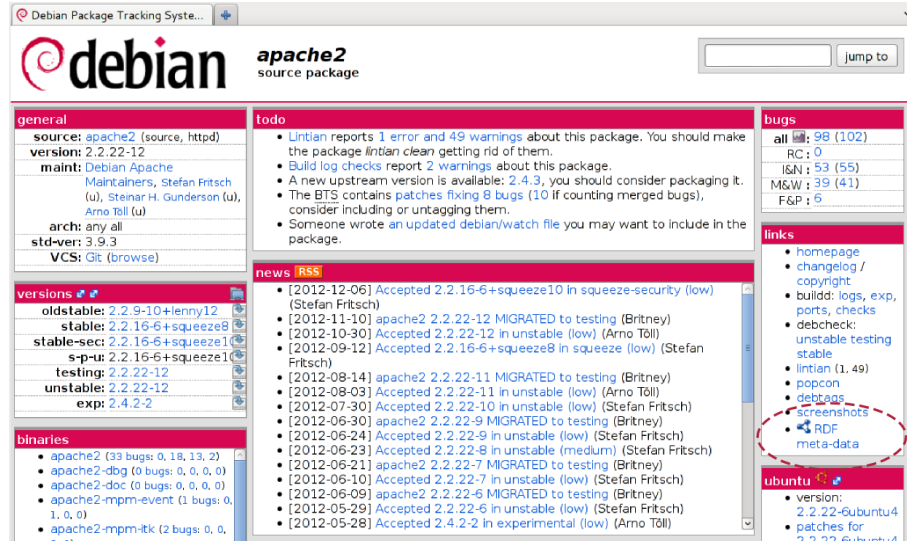 Debian Package Tracking Syste...
debian
apache2
source package
jump to
general
source: apache2 (source, httpd)
version: 2.2.22-12
maint: Debian Apache
Maintainers, Stefan Fritsch
(u), Steinar H. Gunderson (u),
Arno Töll (u)
arch: any all
std-ver: 3.9.3
VCS: Git (browse)
versions
oldstable: 2.2.9-10+lenny12
stable: 2.2.16-6+squeeze8
stable-sec: 2.2.16-6+squeeze10
s-p-u: 2.2.16-6+squeeze10
testing: 2.2.22-12
unstable: 2.2.22-12
exp: 2.4.2-2
binaries
apache2 (33 bugs: 0, 18, 13, 2)
apache2-dbg (0 bugs: 0, 0, 0, 0)
apache2-doc (0 bugs: 0, 0, 0, 0)
apache2-mpm-event (1 bugs: 0,
1, 0, 0)
apache2-mpm-itk (2 bugs: 0, 0,
todo
Lintian reports 1 error and 49 warnings about this package. You should make
the package lintian clean getting rid of them.
Build log checks report 2 warnings about this package.
A new upstream version is available: 2.4.3, you should consider packaging it.
The BTS contains patches fixing 8 bugs (10 if counting merged bugs),
consider including or untagging them.
Someone wrote an updated debian/watch file you may want to include in the
package.
news RSS
[2012-12-06] Accepted 2.2.16-6+squeeze10 in squeeze-security (low)
(Stefan Fritsch)
[2012-11-10] apache2 2.2.22-12 MIGRATED to testing (Britney)
[2012-10-30] Accepted 2.2.22-12 in unstable (low) (Arno Töll)
[2012-09-12] Accepted 2.2.16-6+squeeze8 in squeeze (low) (Stefan
Fritsch)
[2012-08-14] apache2 2.2.22-11 MIGRATED to testing (Britney)
[2012-08-03] Accepted 2.2.22-11 in unstable (low) (Arno Töll)
[2012-07-30] Accepted 2.2.22-10 in unstable (low) (Stefan Fritsch)
[2012-06-30] apache2 2.2.22-9 MIGRATED to testing (Britney)
[2012-06-24] Accepted 2.2.22-9 in unstable (low) (Stefan Fritsch)
[2012-06-23] Accepted 2.2.22-8 in unstable (medium) (Stefan Fritsch)
[2012-06-21] apache2 2.2.22-7 MIGRATED to testing (Britney)
[2012-06-10] Accepted 2.2.22-7 in unstable (low) (Stefan Fritsch)
[2012-06-09] apache2 2.2.22-6 MIGRATED to testing (Britney)
[2012-05-29] Accepted 2.2.22-6 in unstable (low) (Stefan Fritsch)
[2012-05-28] Accepted 2.4.2-2 in experimental (low) (Arno Töll)
bugs
all: 98 (102)
RC: 0
I&N: 53 (55)
M&W: 39 (41)
F&P: 6
links
homepage
changelog /
copyright
buildd: logs, exp,
ports, checks
debcheck:
unstable testing
stable
lintian (1, 49)
popcon
debtags
screenshots
RDF
meta-data
ubuntu
version:
2.2.22-6ubuntu4
patches for
2.2.22-6ubuntu4